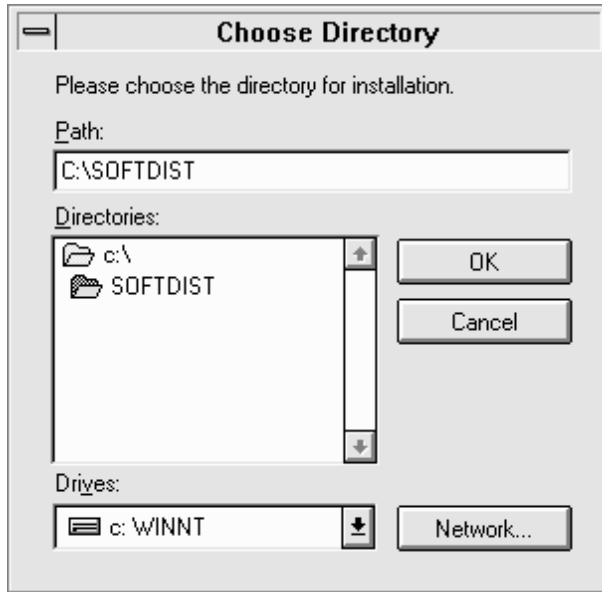 Choose Directory
Please choose the directory for installation.
Path:
C:\SOFTDIST
Directories:
c:\
SOFTDIST
OK
Cancel
Drives:
c: WINNT
Network...